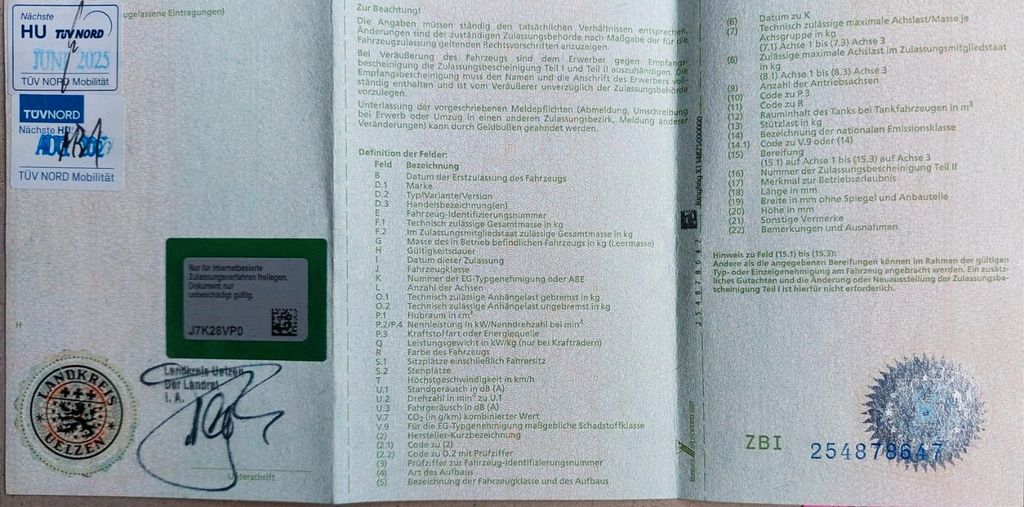 ugelassene Eintragungen)
Nächste
HU TÜV NORD
JUNI 2025
TÜV NORD Mobilität
TÜV NORD
Nächste HU
TÜV NORD Mobilität
H
Nur für internetbasierte
Zulassungsverfahren freilegen.
Dokument nur
unbeschädigt gültig.
J7K28VP0
LANDKREIS
UELZEN
Landkreis Uelzen
Der Landrat
I. A.
Unterschrift
Zur Beachtung!
Die Angaben müssen ständig den tatsächlichen Verhältnissen entsprechen.
Änderungen sind der zuständigen Zulassungsbehörde nach Maßgabe der für die
Fahrzeugzulassung geltenden Rechtsvorschriften anzuzeigen.
Bei Veräußerung des Fahrzeugs sind dem Erwerber gegen Empfangs-
bescheinigung die Zulassungsbescheinigung Teil I und Teil II auszuhändigen. Die
Empfangsbescheinigung muss den Namen und die Anschrift des Erwerbers voll-
ständig enthalten und ist vom Veräußerer unverzüglich der Zulassungsbehörde
vorzulegen.
Unterlassung der vorgeschriebenen Meldepflichten (Abmeldung, Umschreibung
bei Erwerb oder Umzug in einen anderen Zulassungsbezirk, Meldung anderer
Veränderungen) kann durch Geldbußen geahndet werden.
Definition der Felder:
Feld Bezeichnung
B Datum der Erstzulassung des Fahrzeugs
D.1 Marke
D.2 Typ/Variante/Version
D.3 Handelsbezeichnung(en)
E Fahrzeug-Identifizierungsnummer
F.1 Technisch zulässige Gesamtmasse in kg
F.2 Im Zulassungsmitgliedstaat zulässige Gesamtmasse in kg
G Masse des in Betrieb befindlichen Fahrzeugs in kg (Leermasse)
H Gültigkeitsdauer
I Datum dieser Zulassung
J Fahrzeugklasse
K Nummer der EG-Typgenehmigung oder ABE
L Anzahl der Achsen
O.1 Technisch zulässige Anhängelast gebremst in kg
O.2 Technisch zulässige Anhängelast ungebremst in kg
P.1 Hubraum in cm³
P.2/P.4 Nennleistung in kW/Nenndrehzahl bei min⁻¹
P.3 Kraftstoffart oder Energiequelle
Q Leistungsgewicht in kW/kg (nur bei Krafträdern)
R Farbe des Fahrzeugs
S.1 Sitzplätze einschließlich Fahrersitz
S.2 Stehplätze
T Höchstgeschwindigkeit in km/h
U.1 Standgeräusch in dB (A)
U.2 Drehzahl in min⁻¹ zu U.1
U.3 Fahrgeräusch in dB (A)
V.7 CO₂ (in g/km) kombinierter Wert
V.9 Für die EG-Typgenehmigung maßgebliche Schadstoffklasse
(2) Hersteller-Kurzbezeichnung
(2.1) Code zu (2)
(2.2) Code zu D.2 mit Prüfziffer
(3) Prüfziffer zur Fahrzeug-Identifizierungsnummer
(4) Art des Aufbaus
(5) Bezeichnung der Fahrzeugklasse und des Aufbaus
254878647
(6) Datum zu K
(7) Technisch zulässige maximale Achslast/Masse je
Achsgruppe in kg
(7.1) Achse 1 bis (7.3) Achse 3
(8) Zulässige maximale Achslast im Zulassungsmitgliedstaat
in kg
(8.1) Achse 1 bis (8.3) Achse 3
(9) Anzahl der Antriebsachsen
(10) Code zu P.3
(11) Code zu R
(12) Rauminhalt des Tanks bei Tankfahrzeugen in m³
(13) Stützlast in kg
(14) Bezeichnung der nationalen Emissionsklasse
(14.1) Code zu V.9 oder (14)
(15) Bereifung
(15.1) auf Achse 1 bis (15.3) auf Achse 3
(16) Nummer der Zulassungsbescheinigung Teil II
(17) Merkmal zur Betriebserlaubnis
(18) Länge in mm
(19) Breite in mm ohne Spiegel und Anbauteile
(20) Höhe in mm
(21) Sonstige Vermerke
(22) Bemerkungen und Ausnahmen
Hinweis zu Feld (15.1) bis (15.3):
Andere als die angegebenen Bereifungen können im Rahmen der gültigen
Typ- oder Einzelgenehmigung am Fahrzeug angebracht werden. Ein zusätz-
liches Gutachten und die Änderung oder Neuausstellung der Zulassungsbe-
scheinigung Teil I ist hierfür nicht erforderlich.
ZBI 254878647